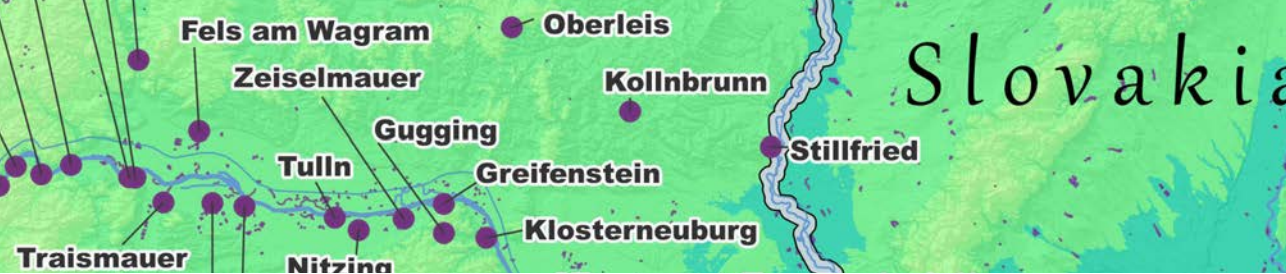 Oberleis
Fels am Wagram
Slovakia
Zeiselmauer
Kollnbrunn
Gugging
Stillfried
Tulln
Greifenstein
Klosterneuburg
Traismauer
Nitzing